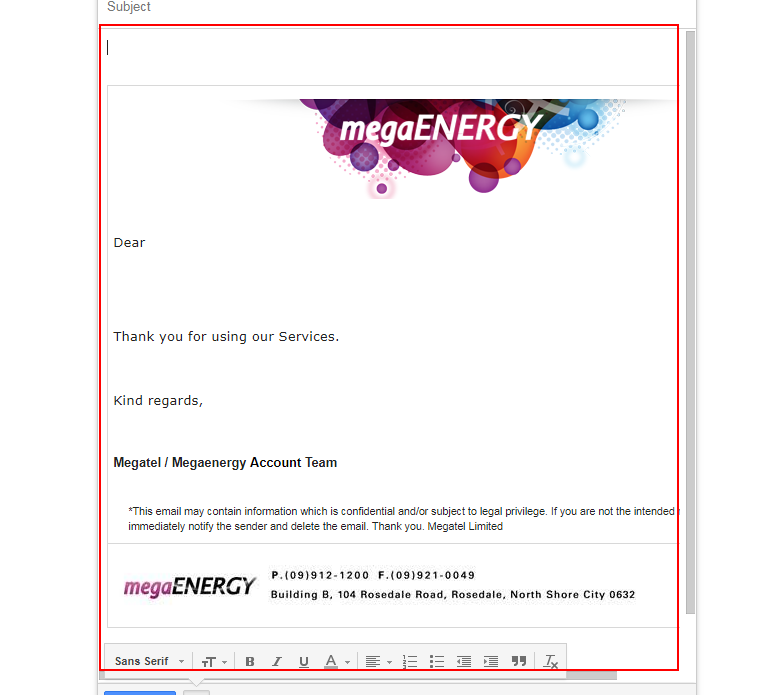 Subject
megaENERGY
Dear
Thank you for using our Services.
Kind regards,
Megatel / Megaenergy Account Team
*This email may contain information which is confidential and/or subject to legal privilege. If you are not the intended
immediately notify the sender and delete the email. Thank you. Megatel Limited
megaENERGY
P.(09)912-1200 F.(09)921-0049
Building B, 104 Rosedale Road, Rosedale, North Shore City 0632
Sans Serif TT B I U A Tx